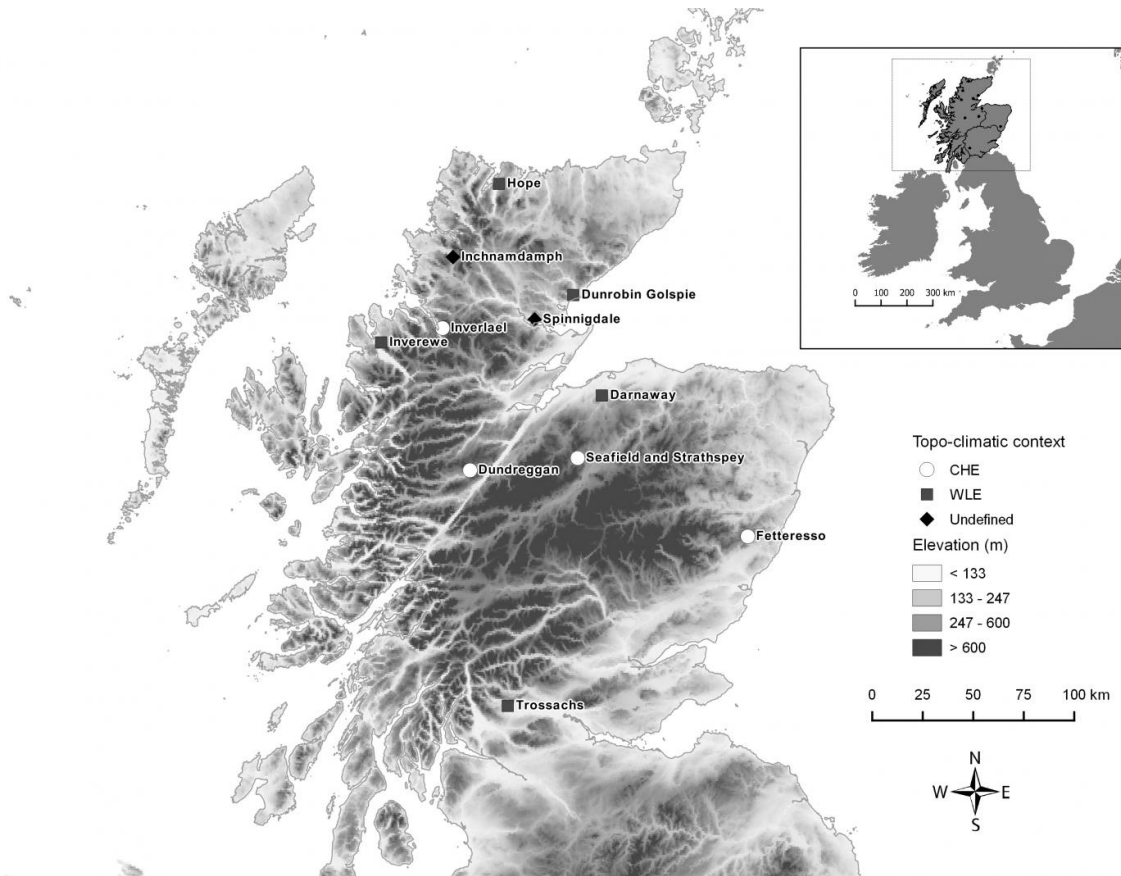 Hope
Inchnamdamph
Dunrobin Golspie
Spinnigdale
Inverlael
Inverewe
Darnaway
Seafield and Strathspey
Dundreggan
Fetteresso
Trossachs
0 100 200 300 km
Topo-climatic context
CHE
WLE
Undefined
Elevation (m)
< 133
133 - 247
247 - 600
> 600
0 25 50 75 100 km
N
W E
S